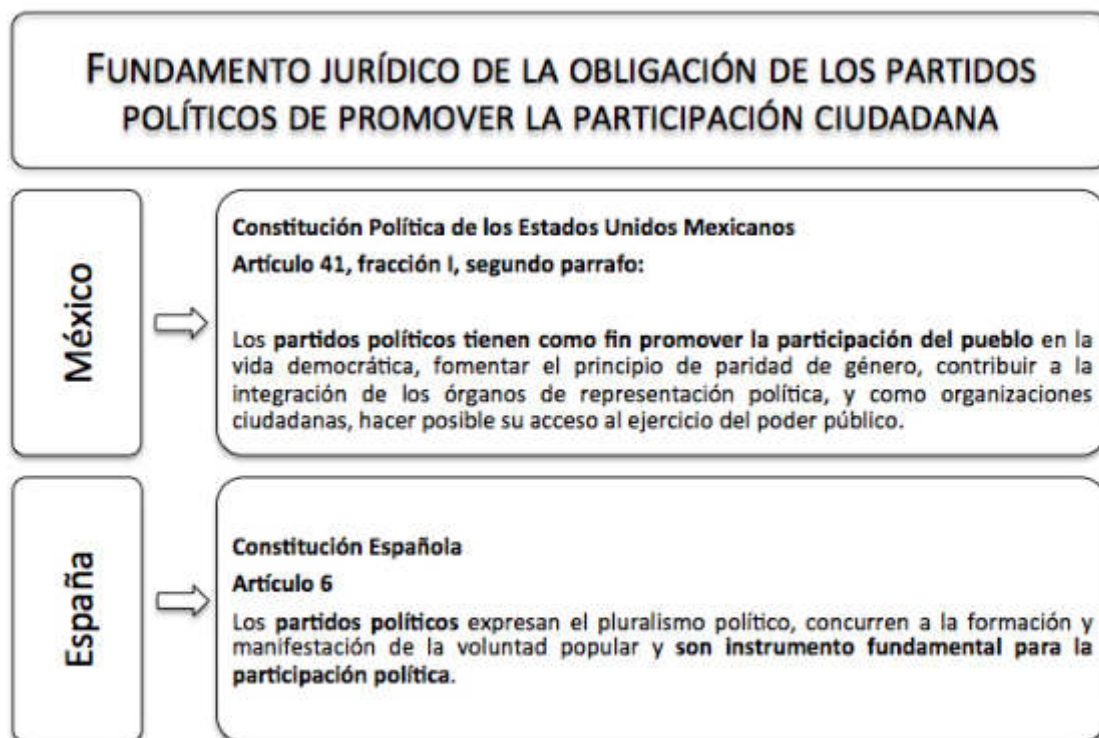 FUNDAMENTO JURÍDICO DE LA OBLIGACIÓN DE LOS PARTIDOS
POLÍTICOS DE PROMOVER LA PARTICIPACIÓN CIUDADANA
México
Constitución Política de los Estados Unidos Mexicanos
Artículo 41, fracción I, segundo parrafo:
Los partidos políticos tienen como fin promover la participación del pueblo en la
vida democrática, fomentar el principio de paridad de género, contribuir a la
integración de los órganos de representación política, y como organizaciones
ciudadanas, hacer posible su acceso al ejercicio del poder público.
España
Constitución Española
Artículo 6
Los partidos políticos expresan el pluralismo político, concurren a la formación y
manifestación de la voluntad popular y son instrumento fundamental para la
participación política.